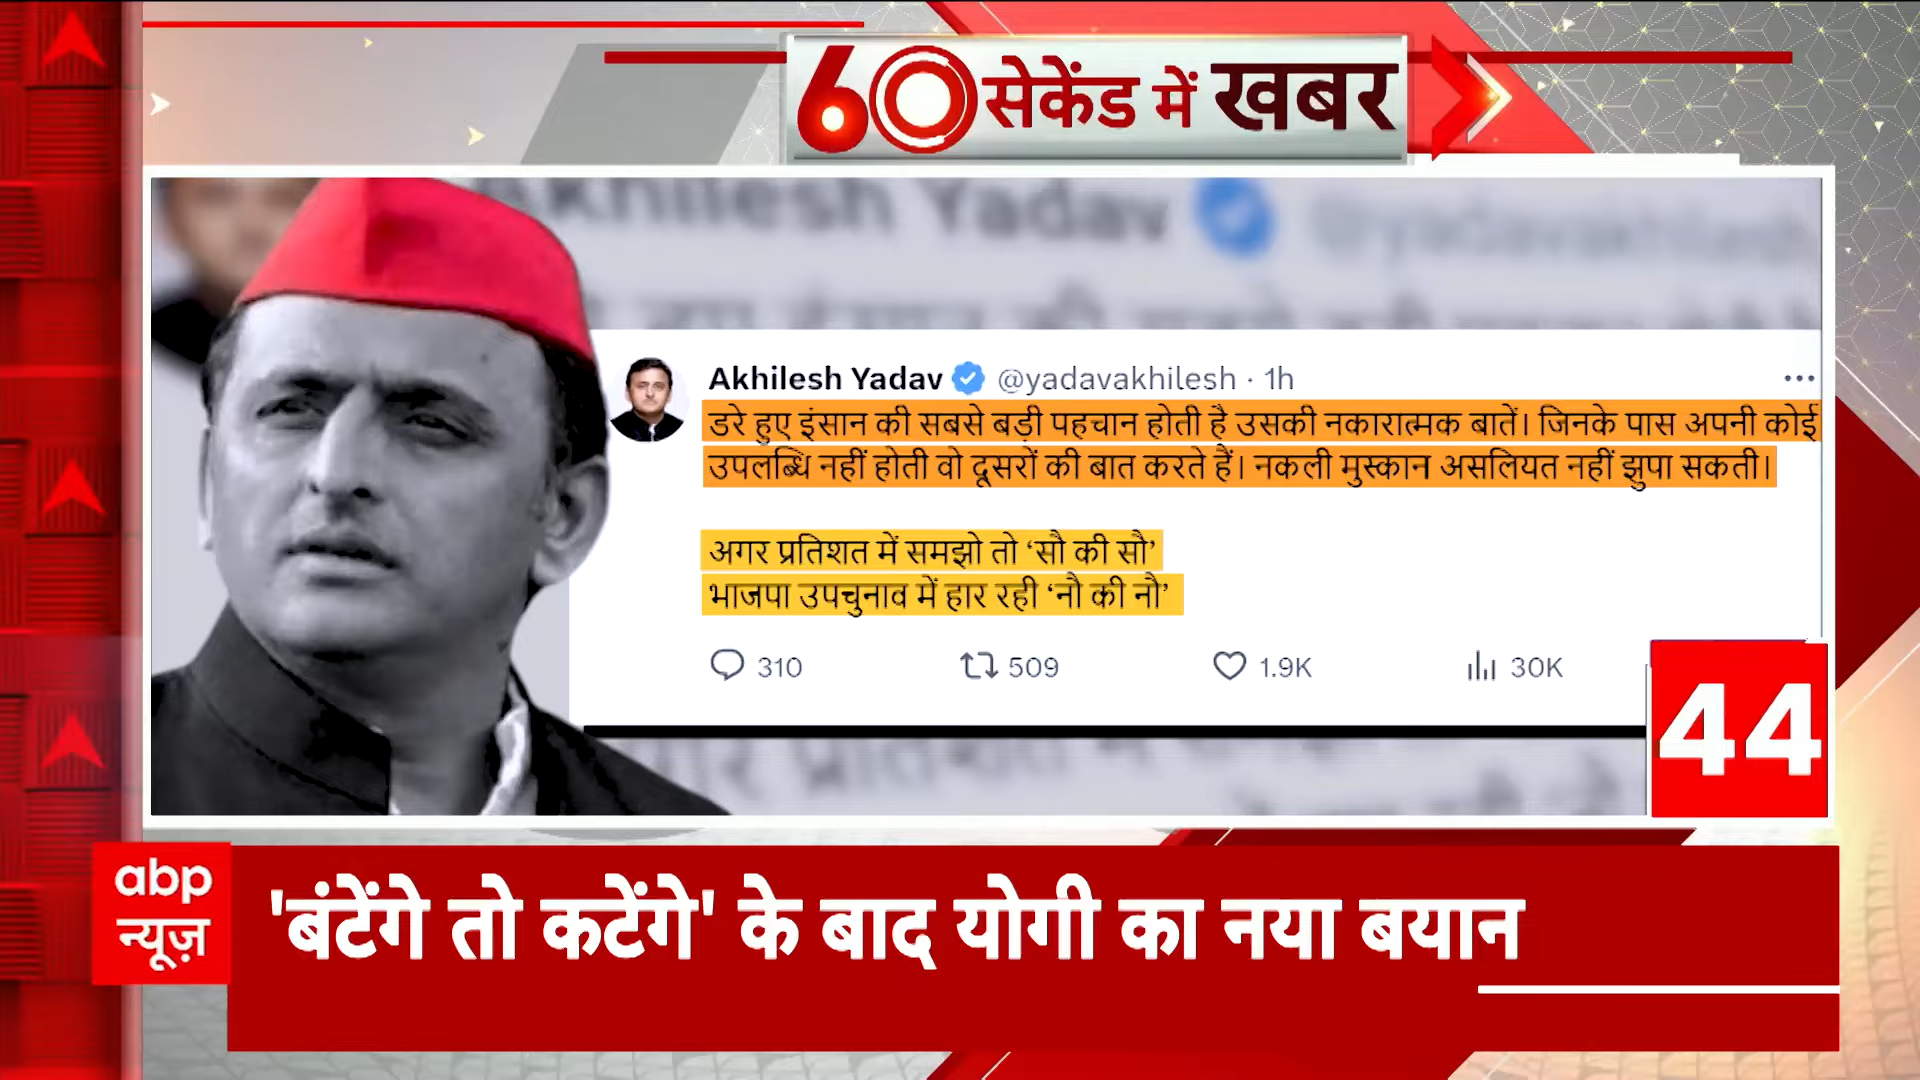 60 सेकेंड में खबर
Akhilesh Yadav
Akhilesh Yadav @yadavakhilesh · 1h ...
डरे हुए इंसान की सबसे बड़ी पहचान होती है उसकी नकारात्मक बातें। जिनके पास अपनी कोई
उपलब्धि नहीं होती वो दूसरों की बात करते हैं। नकली मुस्कान असलियत नहीं छुपा सकती।
अगर प्रतिशत में समझो तो ‘सौ की सौ’
भाजपा उपचुनाव में हार रही ‘नौ की नौ’
310 509 1.9K 30K
44
abp
न्यूज़
'बंटेंगे तो कटेंगे' के बाद योगी का नया बयान